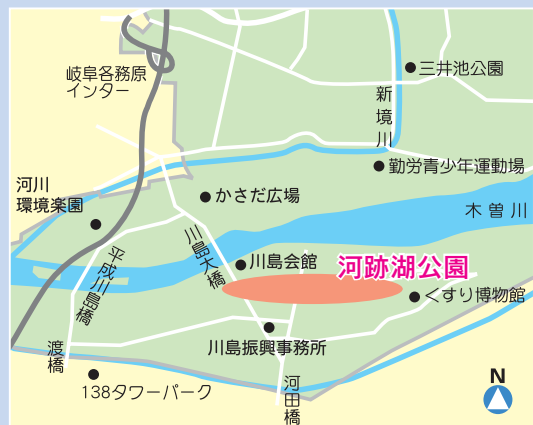 三井池公園
岐阜各務原
インター
新境川
勤労青少年運動場
河川
環境楽園
かさだ広場
木曽川
川島大橋
川島会館
河跡湖公園
平成川島橋
くすり博物館
川島振興事務所
渡橋
138タワーパーク
河田橋
N